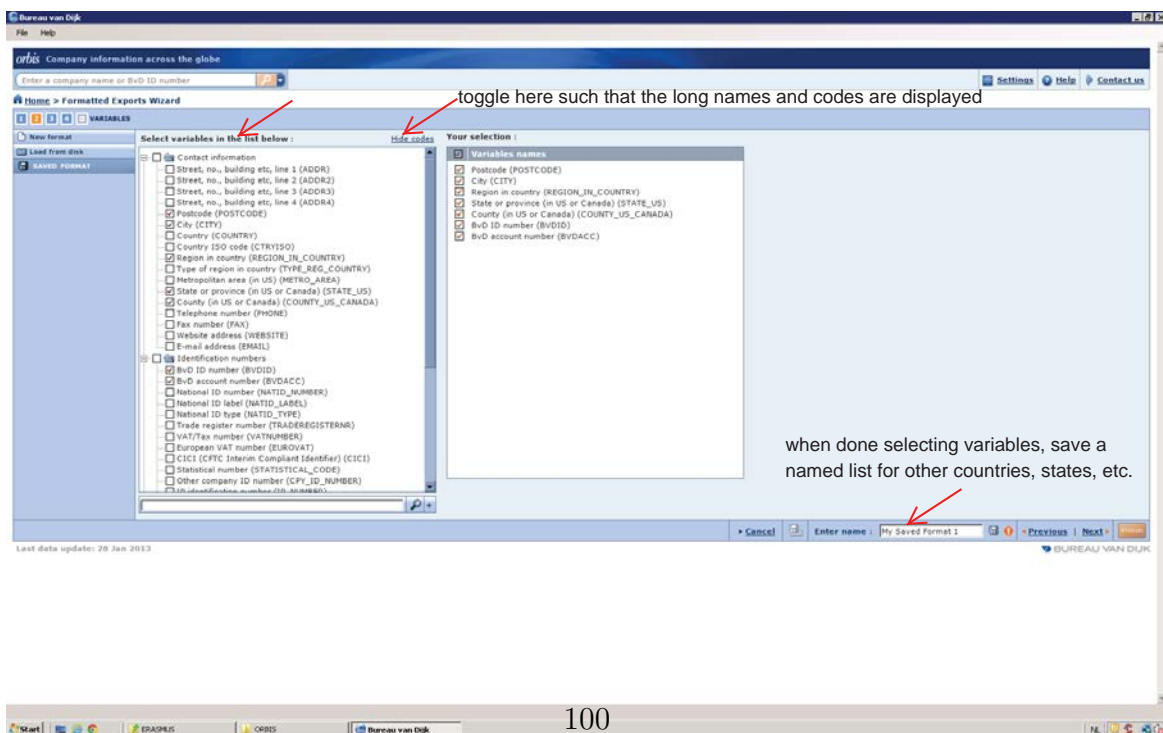 Bureau van Dijk
File Help
orbis Company information across the globe
Enter a company name or BvD ID number
Settings Help Contact us
Home > Formatted Exports Wizard
toggle here such that the long names and codes are displayed
1 2 3 4 VARIABLES
New format
Load from disk
SAVED FORMAT
Select variables in the list below : Hide codes
Contact information
Street, no., building etc, line 1 (ADDR)
Street, no., building etc, line 2 (ADDR2)
Street, no., building etc, line 3 (ADDR3)
Street, no., building etc, line 4 (ADDR4)
Postcode (POSTCODE)
City (CITY)
Country (COUNTRY)
Country ISO code (CTRYISO)
Region in country (REGION_IN_COUNTRY)
Type of region in country (TYPE_REG_COUNTRY)
Metropolitan area (in US) (METRO_AREA)
State or province (in US or Canada) (STATE_US)
County (in US or Canada) (COUNTY_US_CANADA)
Telephone number (PHONE)
Fax number (FAX)
Website address (WEBSITE)
E-mail address (EMAIL)
Identification numbers
BvD ID number (BVDID)
BvD account number (BVDACC)
National ID number (NATID_NUMBER)
National ID label (NATID_LABEL)
National ID type (NATID_TYPE)
Trade register number (TRADEREGISTERNR)
VAT/Tax number (VATNUMBER)
European VAT number (EUROVAT)
CICI (CFTC Interim Compliant Identifier) (CICI)
Statistical number (STATISTICAL_CODE)
Other company ID number (CPY_ID_NUMBER)
IP identification number (IP_NUMBER)
Your selection :
Variables names
Postcode (POSTCODE)
City (CITY)
Region in country (REGION_IN_COUNTRY)
State or province (in US or Canada) (STATE_US)
County (in US or Canada) (COUNTY_US_CANADA)
BvD ID number (BVDID)
BvD account number (BVDACC)
when done selecting variables, save a
named list for other countries, states, etc.
Cancel Enter name : My Saved Format 1 Previous | Next
Last data update: 28 Jan 2013
BUREAU VAN DIJK
100
Start ERASMUS ORBIS Bureau van Dijk NL